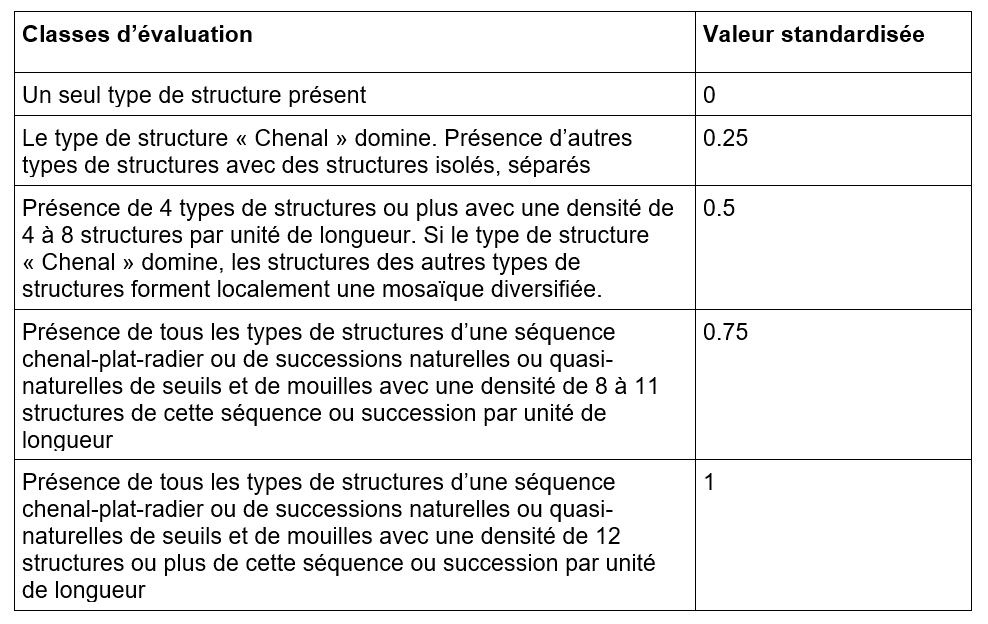 Classes d’évaluation
Valeur standardisée
Un seul type de structure présent
0
Le type de structure « Chenal » domine. Présence d’autres
types de structures avec des structures isolés, séparés
0.25
Présence de 4 types de structures ou plus avec une densité de
4 à 8 structures par unité de longueur. Si le type de structure
« Chenal » domine, les structures des autres types de
structures forment localement une mosaïque diversifiée.
0.5
Présence de tous les types de structures d’une séquence
chenal-plat-radier ou de successions naturelles ou quasi-
naturelles de seuils et de mouilles avec une densité de 8 à 11
structures de cette séquence ou succession par unité de
longueur
0.75
Présence de tous les types de structures d’une séquence
chenal-plat-radier ou de successions naturelles ou quasi-
naturelles de seuils et de mouilles avec une densité de 12
structures ou plus de cette séquence ou succession par unité
de longueur
1